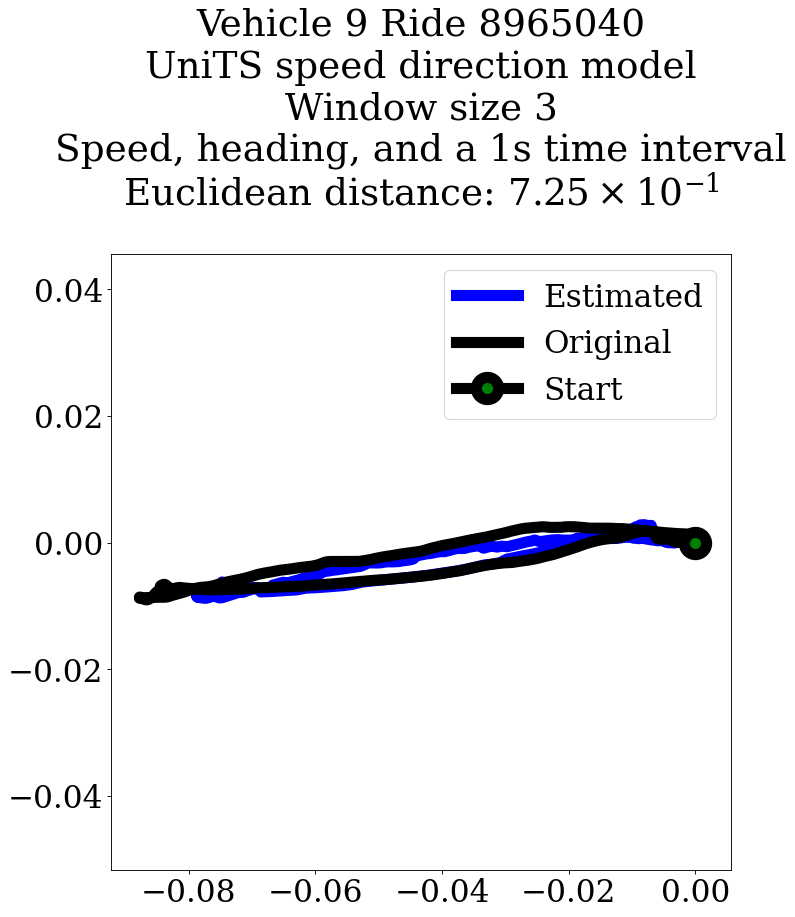 Vehicle 9 Ride 8965040
UniTS speed direction model
Window size 3
Speed, heading, and a 1s time interval
Euclidean distance: 7.25 × 10⁻¹
Estimated
Original
Start
0.04
0.02
0.00
−0.02
−0.04
−0.08 −0.06 −0.04 −0.02 0.00